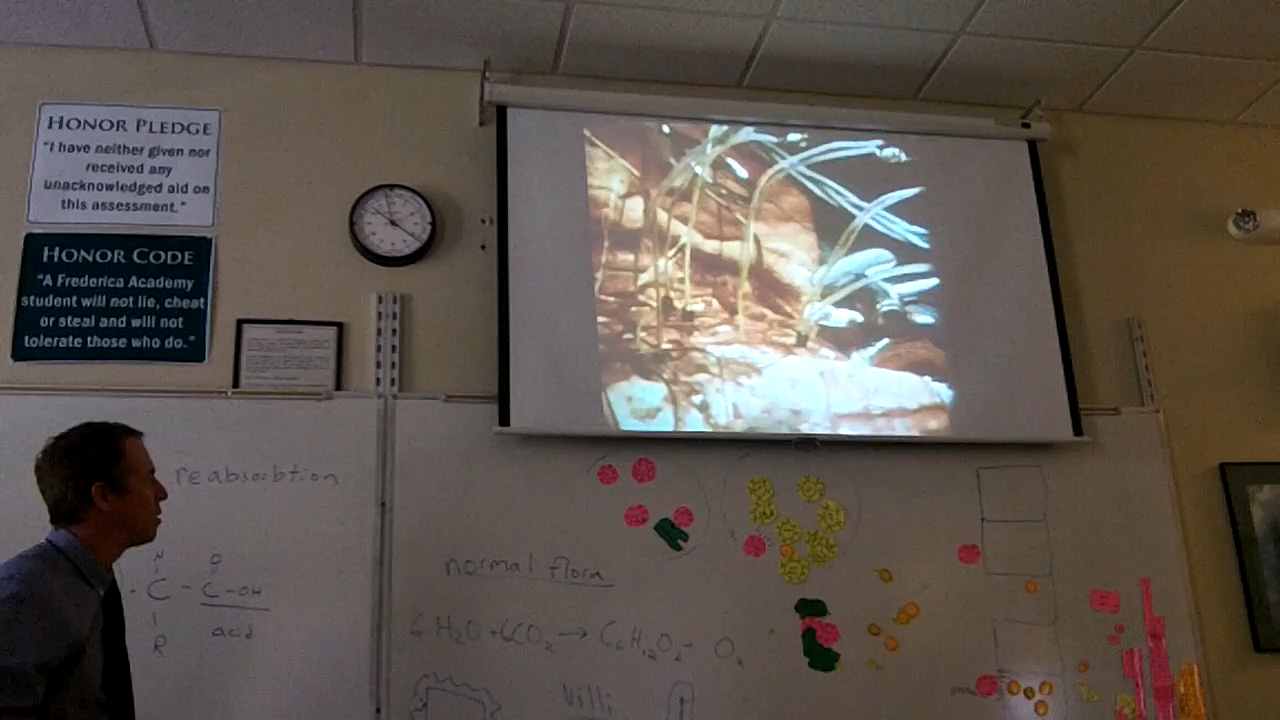 HONOR PLEDGE
"I have neither given nor
received any
unacknowledged aid on
this assessment."
HONOR CODE
"A Frederica Academy
student will not lie, cheat
or steal and will not
tolerate those who do."
reabsorbtion
H O
C - C-OH
R
acid
normal flora
6 H2O + 6CO2 → C6H12O6 + O2
Villi